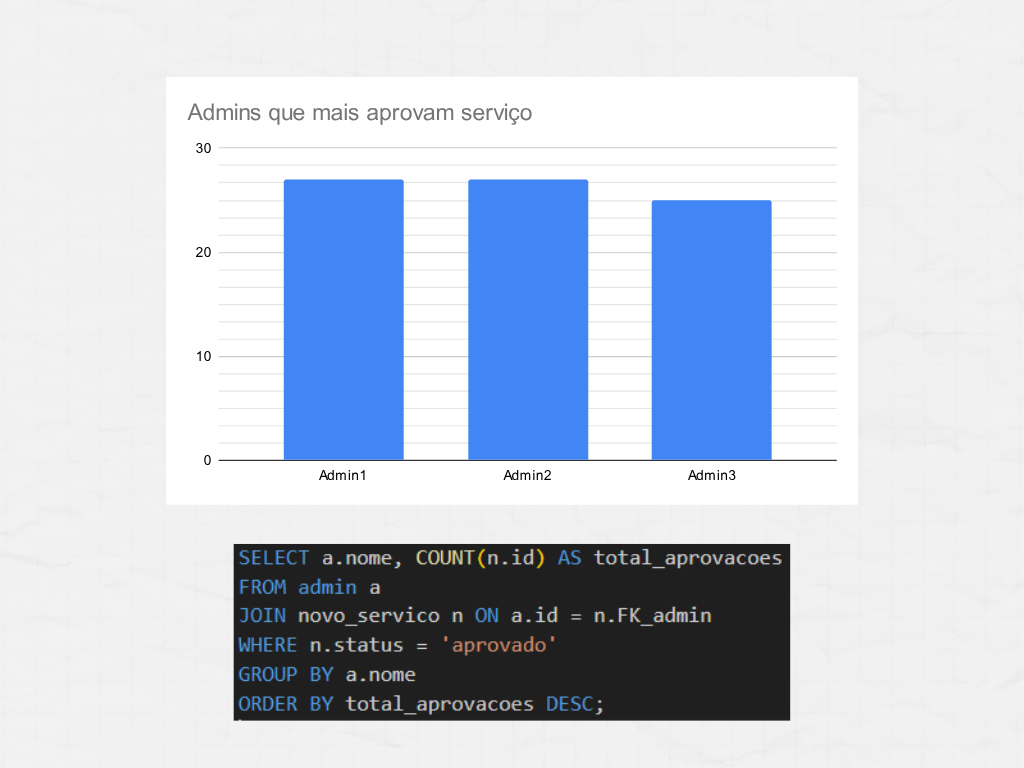 Admins que mais aprovam serviço
30
20
10
0
Admin1 Admin2 Admin3
SELECT a.nome, COUNT(n.id) AS total_aprovacoes
FROM admin a
JOIN novo_servico n ON a.id = n.FK_admin
WHERE n.status = 'aprovado'
GROUP BY a.nome
ORDER BY total_aprovacoes DESC;